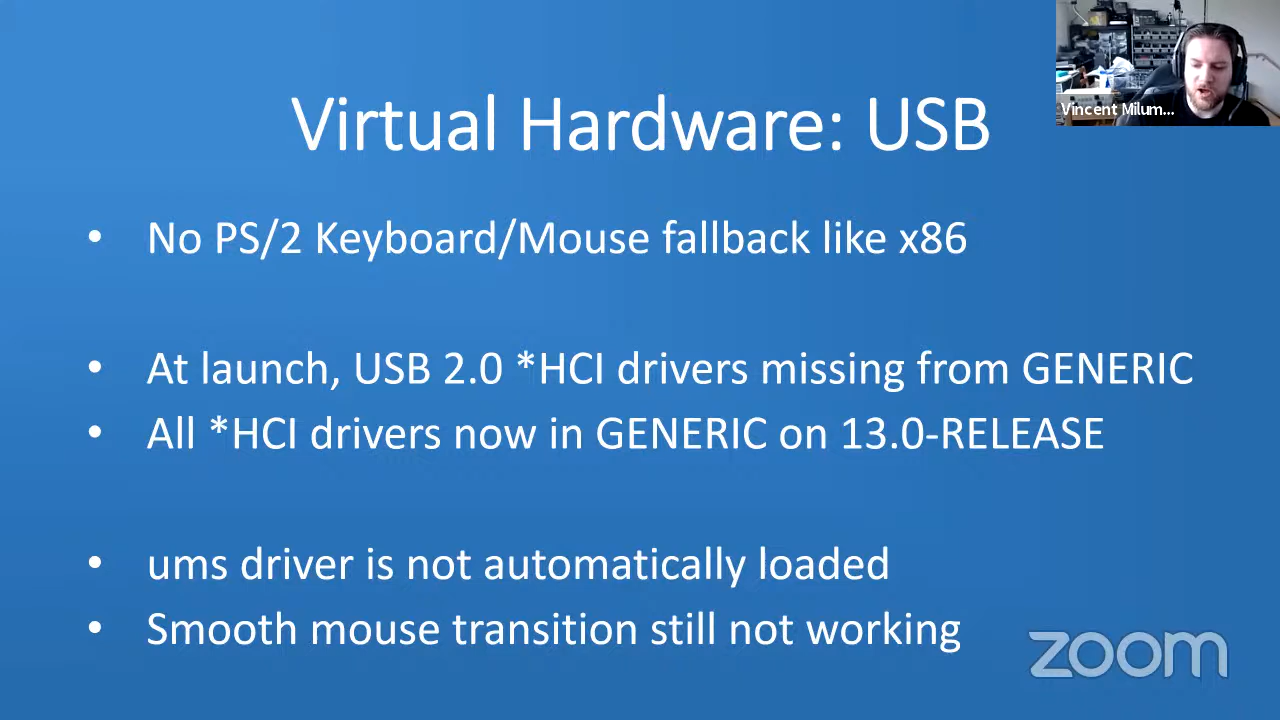 Vincent Milum...
Virtual Hardware: USB
• No PS/2 Keyboard/Mouse fallback like x86
• At launch, USB 2.0 *HCI drivers missing from GENERIC
• All *HCI drivers now in GENERIC on 13.0-RELEASE
• ums driver is not automatically loaded
• Smooth mouse transition still not working
zoom